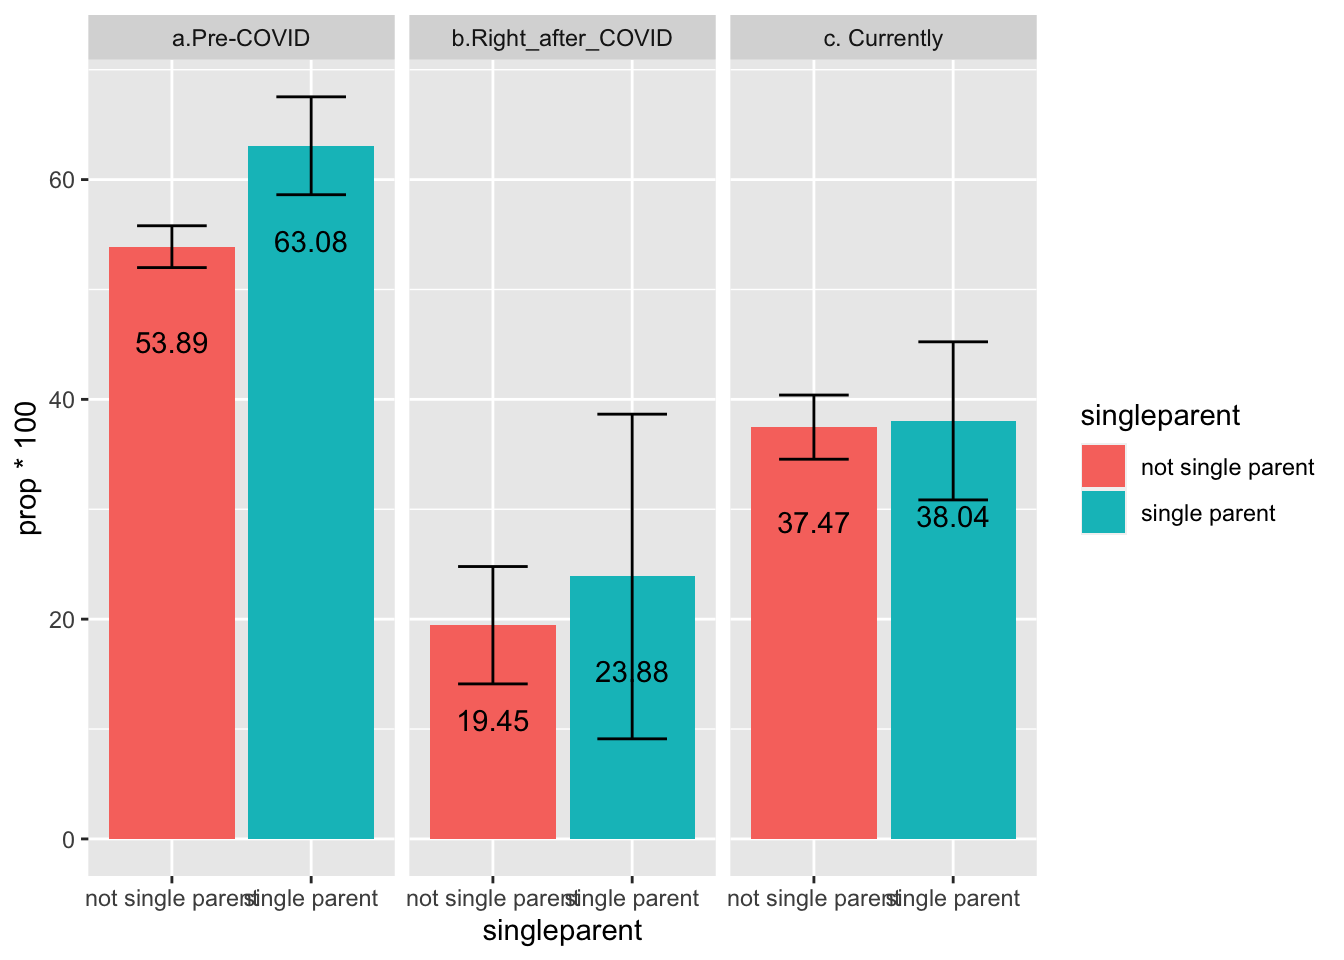 a.Pre-COVID
b.Right_after_COVID
c. Currently
prop * 100
60
40
20
0
53.89
63.08
19.45
23.88
37.47
38.04
not single parent
single parent
not single parent
single parent
not single parent
single parent
singleparent
singleparent
not single parent
single parent